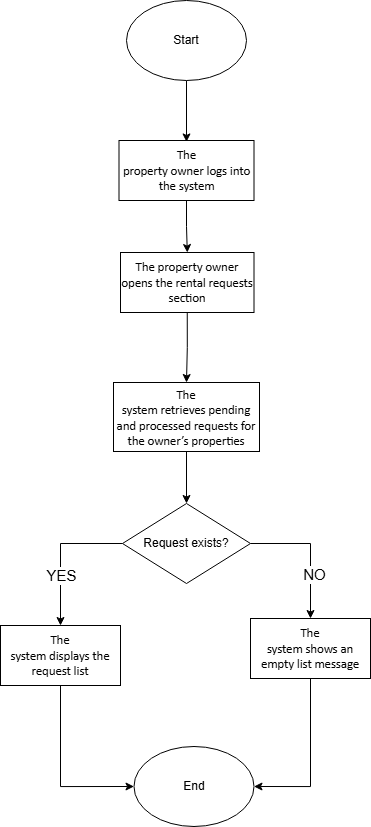 Start
The
property owner logs into
the system
The property owner
opens the rental requests
section
The
system retrieves pending
and processed requests for
the owner’s properties
Request exists?
YES
NO
The
system displays the
request list
The
system shows an
empty list message
End